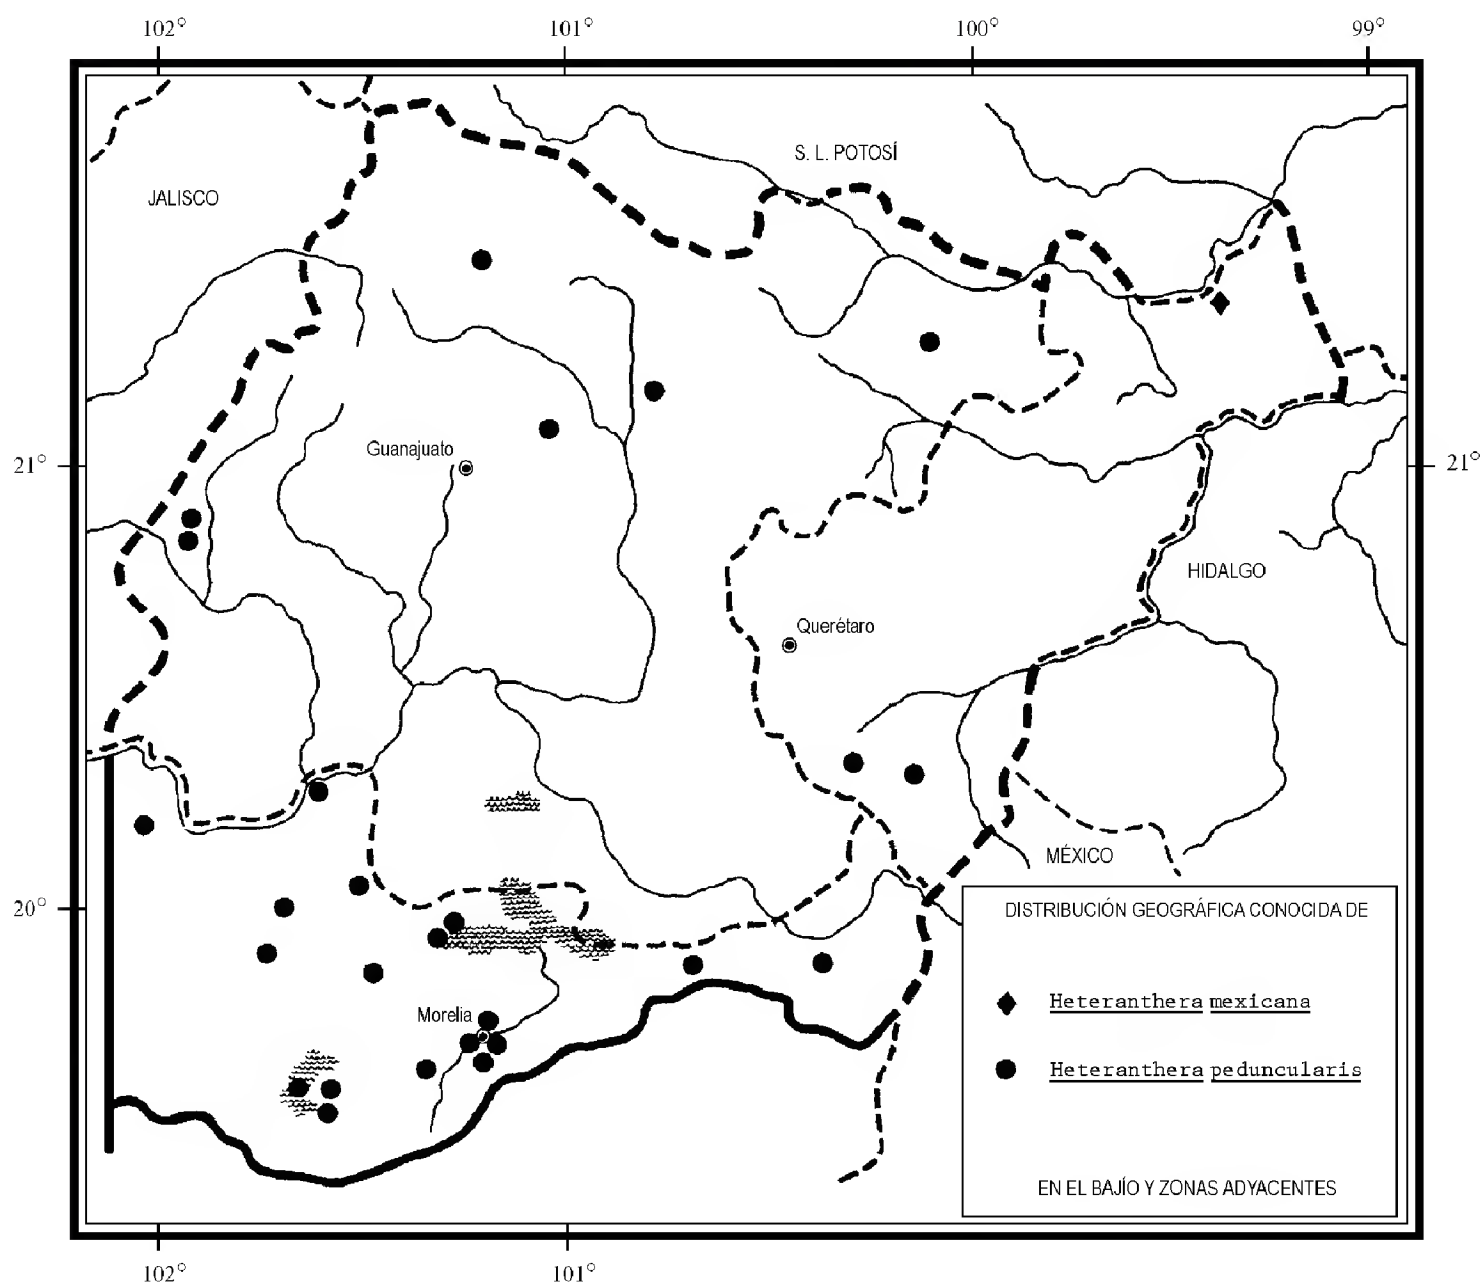 102° 101° 100° 99°
S. L. POTOSÍ
JALISCO
Guanajuato
21° 21°
HIDALGO
Querétaro
MÉXICO
20°
DISTRIBUCIÓN GEOGRÁFICA CONOCIDA DE
Heteranthera mexicana
Morelia
Heteranthera peduncularis
EN EL BAJÍO Y ZONAS ADYACENTES
102° 101°